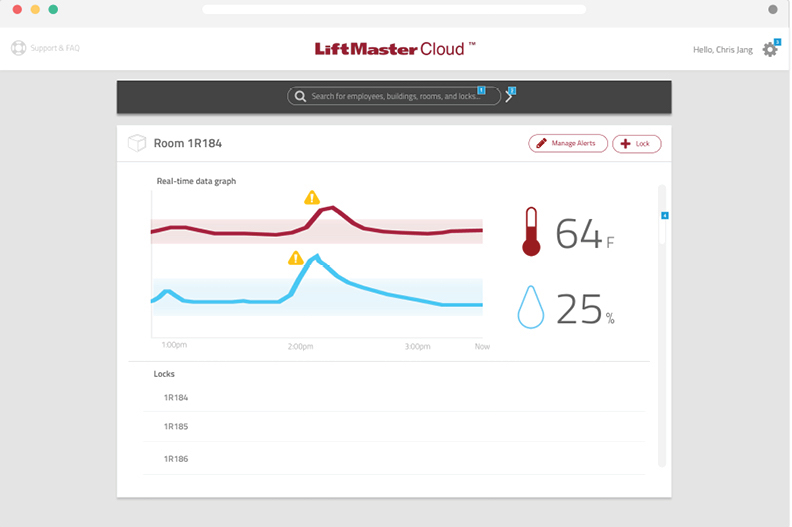 Support & FAQ
LiftMaster Cloud ™
Hello, Chris Jang
3
Search for employees, buildings, rooms, and locks...
1
2
Room 1R184
Manage Alerts
Lock
Real-time data graph
4
64 F
25 %
1:00pm
2:00pm
3:00pm
Now
Locks
1R184
1R185
1R186